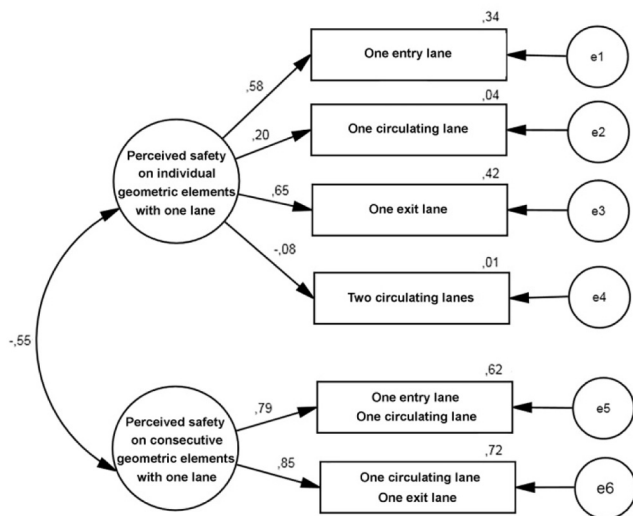 ,34
One entry lane
e1
,58
,04
One circulating lane
e2
,20
Perceived safety
on individual
geometric elements
with one lane
,42
,65
One exit lane
e3
-,08
,01
Two circulating lanes
e4
-,55
,62
One entry lane
One circulating lane
e5
,79
Perceived safety
on consecutive
geometric elements
with one lane
,72
,85
One circulating lane
One exit lane
e6